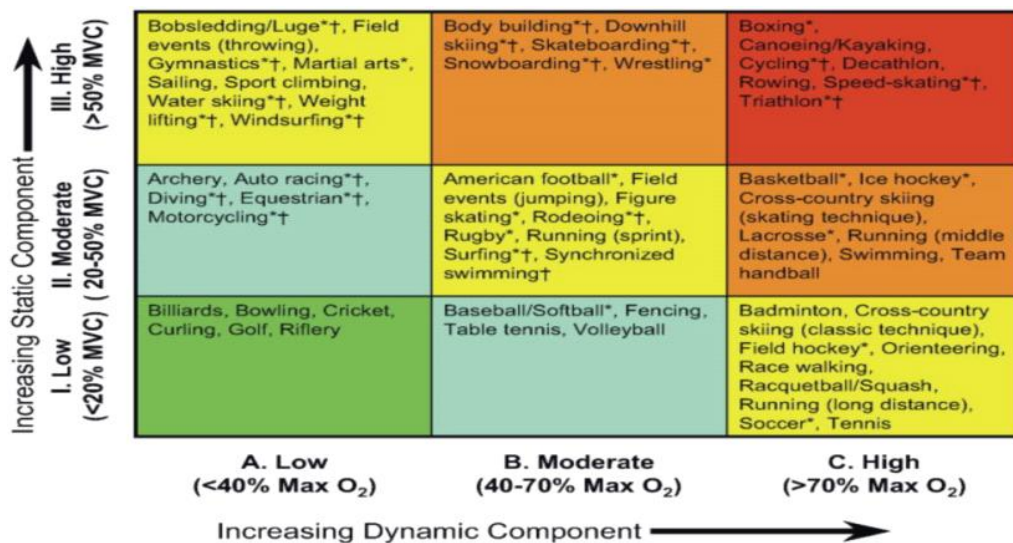 Increasing Static Component
III. High
(>50% MVC)
Bobsledding/Luge*†, Field
events (throwing),
Gymnastics*†, Martial arts*,
Sailing, Sport climbing,
Water skiing*†, Weight
lifting*†, Windsurfing*†
Body building*†, Downhill
skiing*†, Skateboarding*†,
Snowboarding*†, Wrestling*
Boxing*,
Canoeing/Kayaking,
Cycling*†, Decathlon,
Rowing, Speed-skating*†,
Triathlon*†
II. Moderate
( 20-50% MVC)
Archery, Auto racing*†,
Diving*†, Equestrian*†,
Motorcycling*†
American football*, Field
events (jumping), Figure
skating*, Rodeoing*†,
Rugby*, Running (sprint),
Surfing*†, Synchronized
swimming†
Basketball*, Ice hockey*,
Cross-country skiing
(skating technique),
Lacrosse*, Running (middle
distance), Swimming, Team
handball
I. Low
(<20% MVC)
Billiards, Bowling, Cricket,
Curling, Golf, Riflery
Baseball/Softball*, Fencing,
Table tennis, Volleyball
Badminton, Cross-country
skiing (classic technique),
Field hockey*, Orienteering,
Race walking,
Racquetball/Squash,
Running (long distance),
Soccer*, Tennis
A. Low
(<40% Max O₂)
B. Moderate
(40-70% Max O₂)
C. High
(>70% Max O₂)
Increasing Dynamic Component